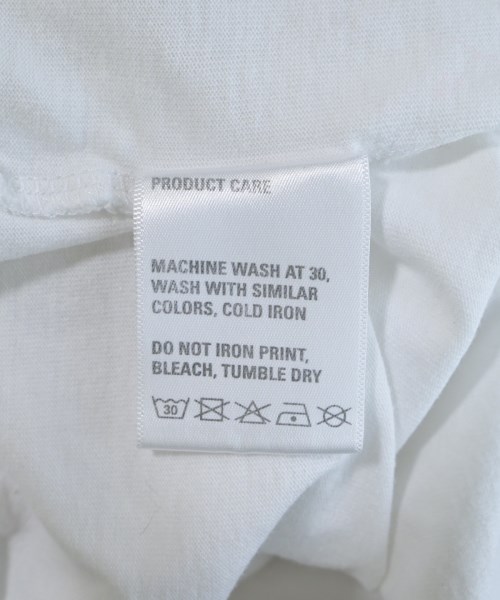 PRODUCT CARE
MACHINE WASH AT 30,
WASH WITH SIMILAR
COLORS, COLD IRON
DO NOT IRON PRINT,
BLEACH, TUMBLE DRY
30